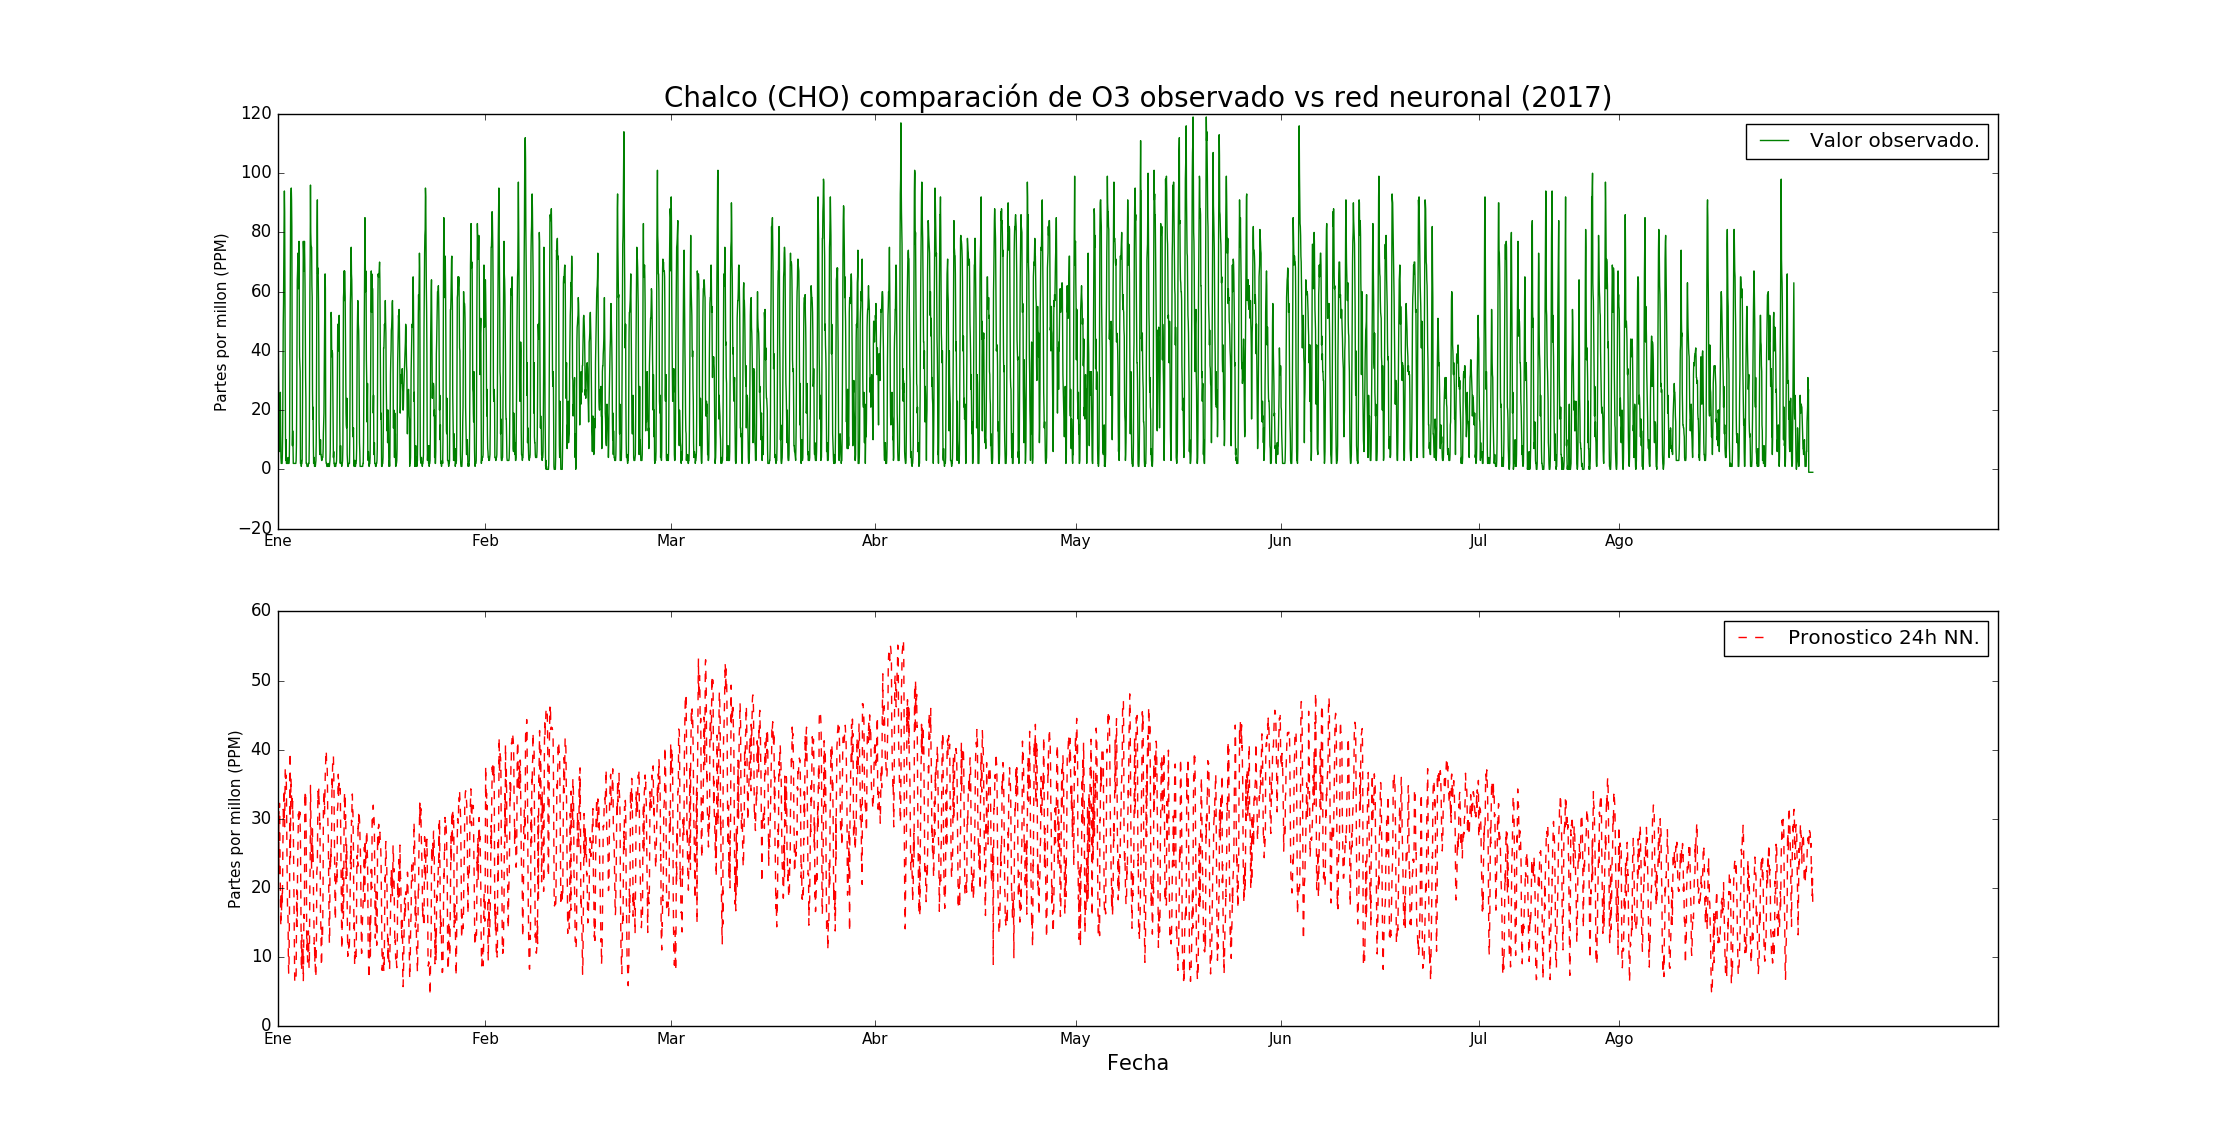 Chalco (CHO) comparación de O3 observado vs red neuronal (2017)
120
100
80
60
40
20
0
−20
Partes por millon (PPM)
Valor observado.
Ene Feb Mar Abr May Jun Jul Ago
60
50
40
30
20
10
0
Partes por millon (PPM)
Pronostico 24h NN.
Ene Feb Mar Abr May Jun Jul Ago
Fecha